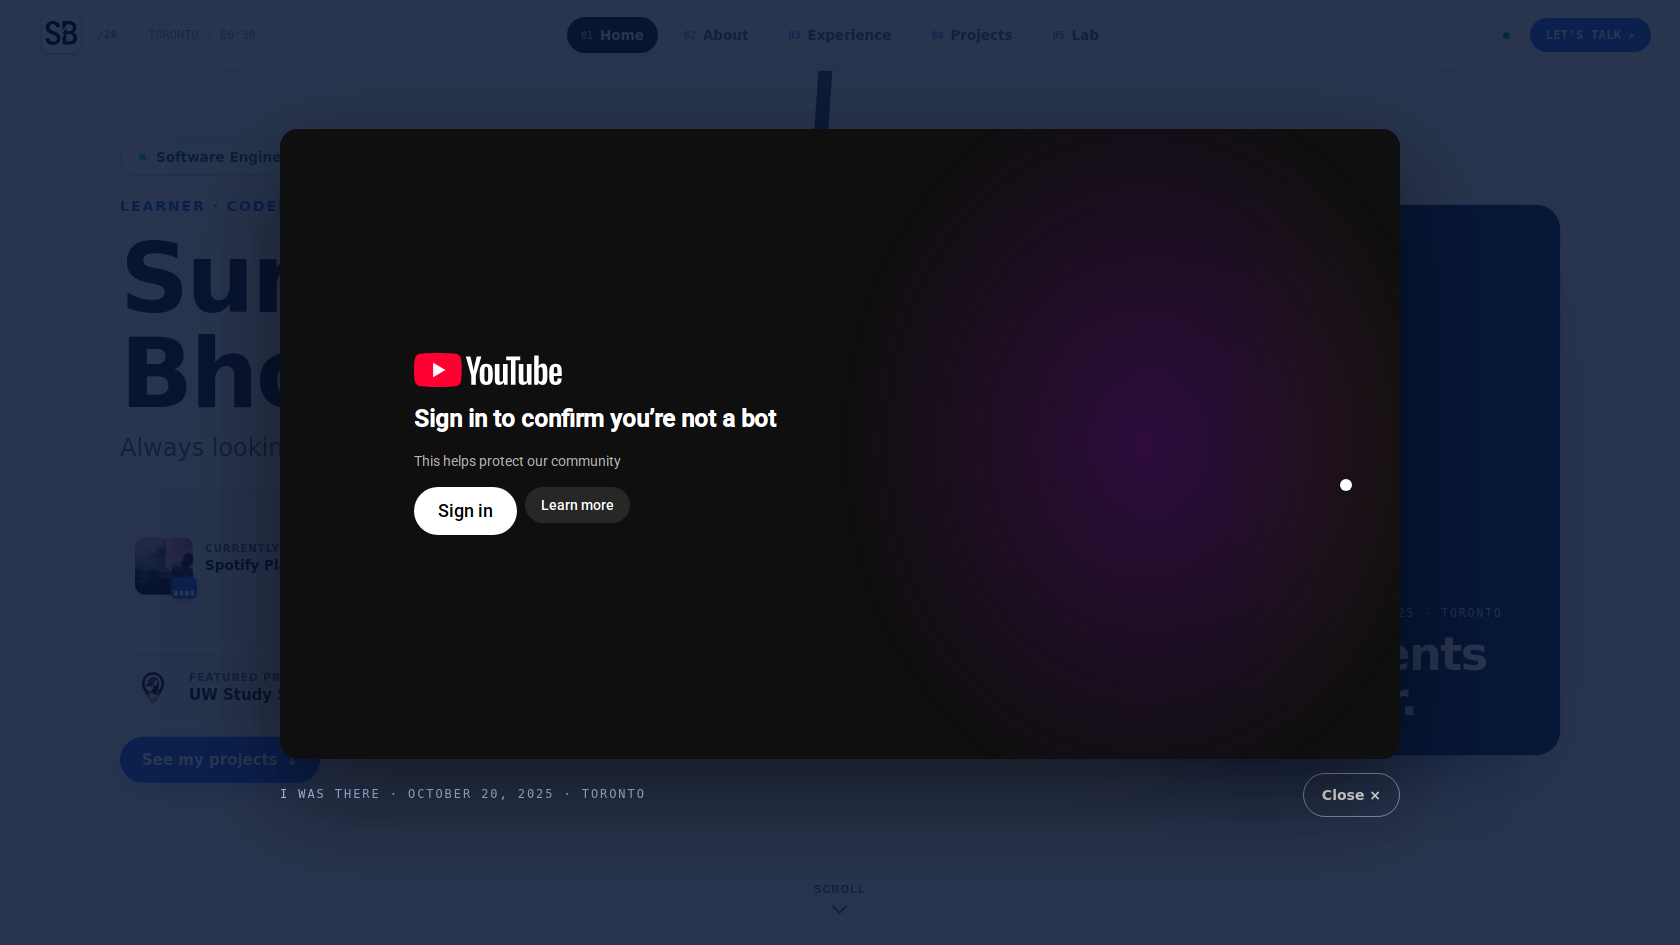 SB /26 TORONTO · 00:30 01 Home 02 About 03 Experience 04 Projects 05 Lab LET'S TALK ↗
Software Engine
LEARNER · CODE
Sur
Bho
Always lookin
CURRENTLY
Spotify Pl
FEATURED PR
UW Study S
See my projects ↓
YouTube
Sign in to confirm you're not a bot
This helps protect our community
Sign in Learn more
25 · TORONTO
ents
r.
I WAS THERE · OCTOBER 20, 2025 · TORONTO
Close ×
SCROLL